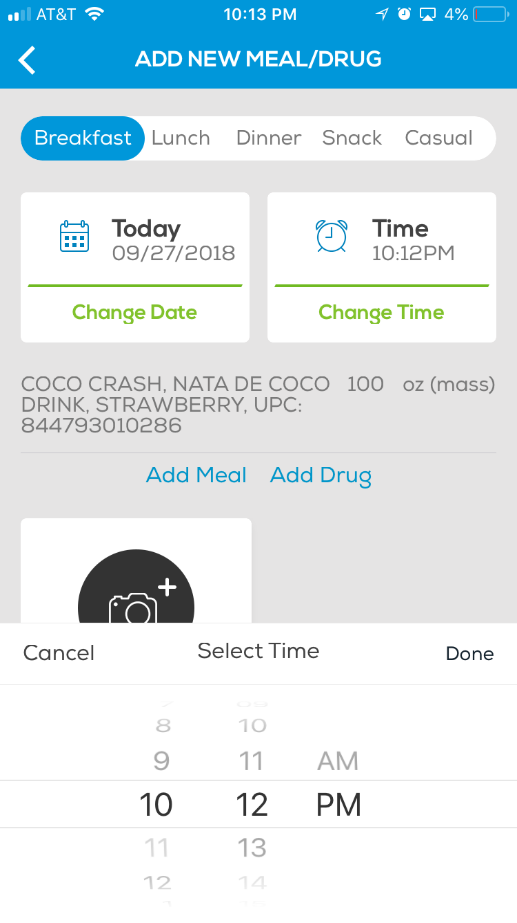 AT&T 10:13 PM 4%
ADD NEW MEAL/DRUG
Breakfast Lunch Dinner Snack Casual
Today Time
09/27/2018 10:12PM
Change Date Change Time
COCO CRASH, NATA DE COCO 100 oz (mass)
DRINK, STRAWBERRY, UPC:
844793010286
Add Meal Add Drug
Cancel Select Time Done
7 09
8 10
9 11 AM
10 12 PM
11 13
12 14